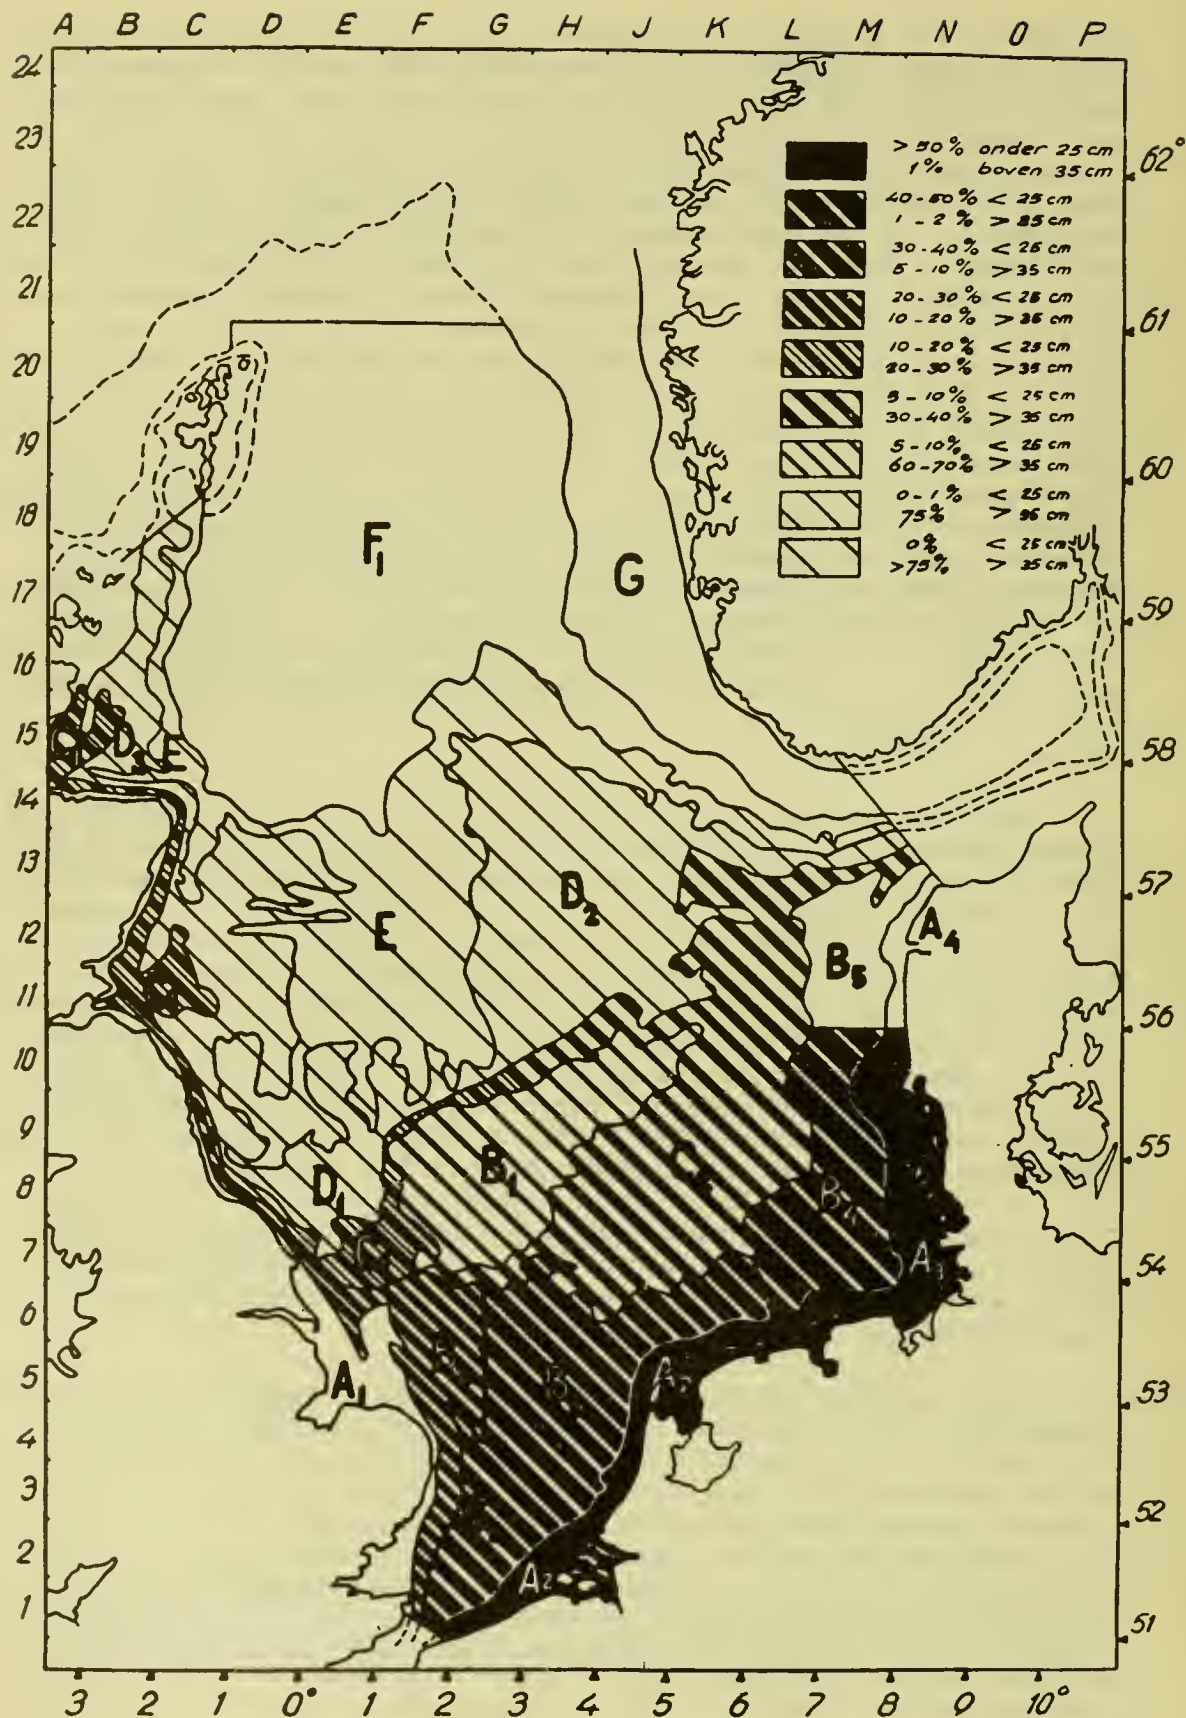 A B C D E F G H J K L M N O P
24
23
22
21
20
19
18
17
16
15
14
13
12
11
10
9
8
7
6
5
4
3
2
1
> 50% onder 25 cm
1% boven 35 cm
40-50% < 25 cm
1 - 2 % > 35 cm
30-40% < 25 cm
5 - 10% > 35 cm
20-30% < 25 cm
10-20% > 35 cm
10-20% < 25 cm
20-30% > 35 cm
5-10% < 25 cm
30-40% > 35 cm
5-10% < 25 cm
60-70% > 35 cm
0-1% < 25 cm
75% > 35 cm
0% < 25 cm
>75% > 35 cm
62°
61
60
59
58
57
56
55
54
53
52
51
F1
G
D3 E
D2
E
A4
B5
B4
D1
A1
A2
3 2 1 0° 1 2 3 4 5 6 7 8 9 10°